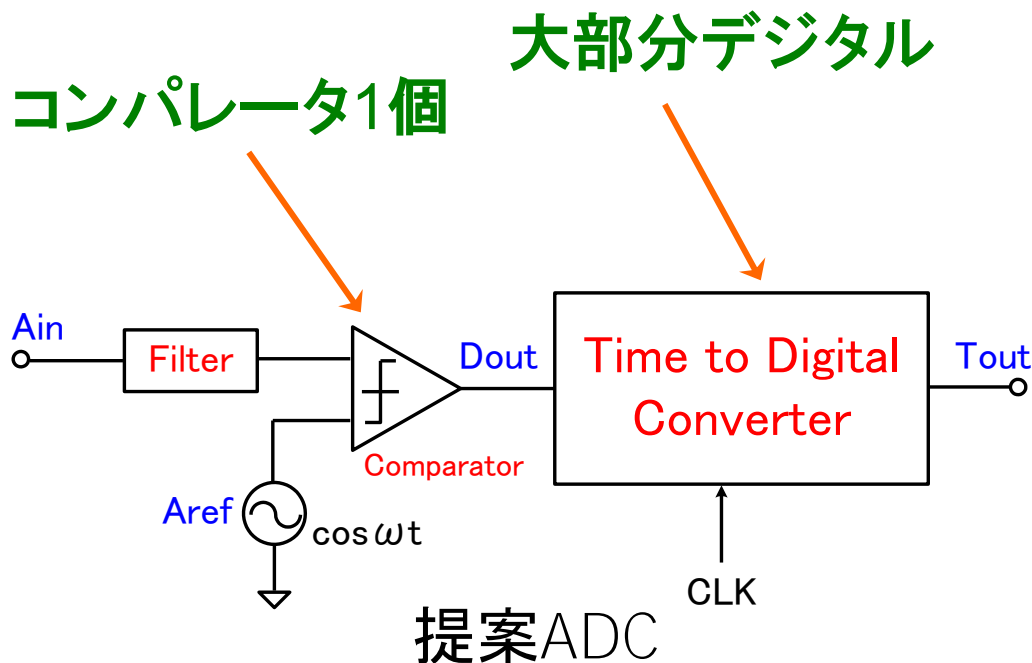 大部分デジタル
コンパレータ1個
Ain
Filter
Dout
Time to Digital
Converter
Tout
Comparator
Aref
cosωt
CLK
提案ADC